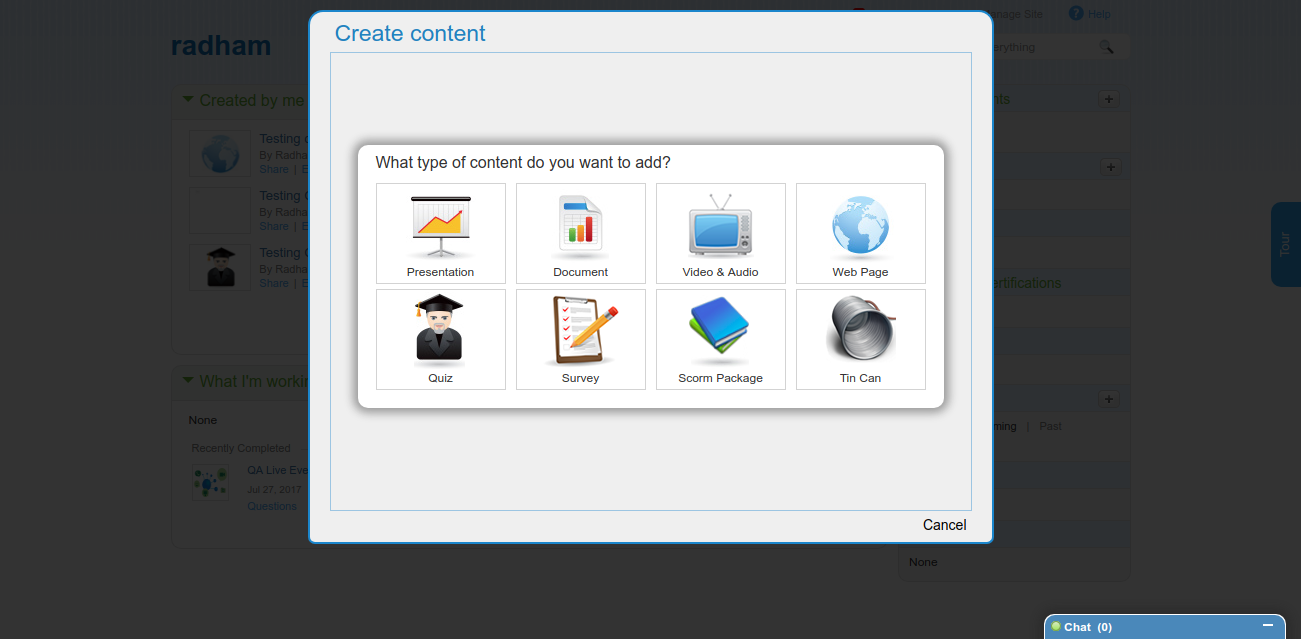 Create content
anage Site
Help
radham
erything
Created by me
nts
Testing
By Radha
Share |
What type of content do you want to add?
Presentation
Document
Video & Audio
Web Page
Testing
By Radha
Share |
Tour
Testing
By Radha
Share |
ertifications
Quiz
Survey
Scorm Package
Tin Can
What I'm workin
None
ming | Past
Recently Completed
QA Live Eve
Jul 27, 2017
Questions
Cancel
None
Chat (0)